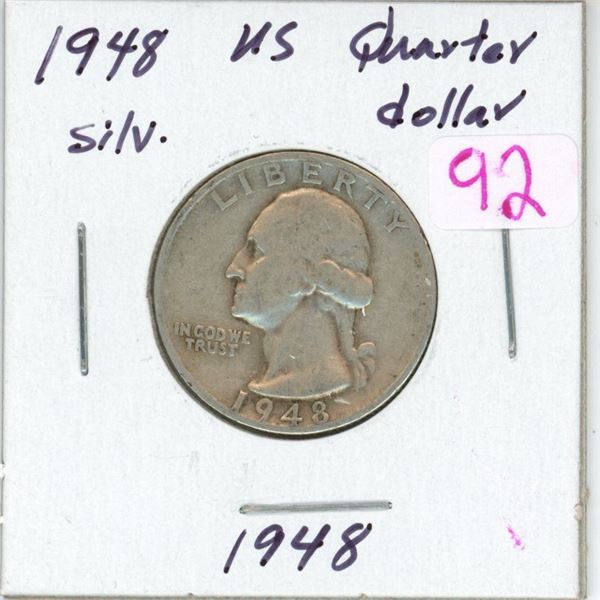 1948 US Quarter
silv. dollar
92
LIBERTY
IN GOD WE
TRUST
1948
1948